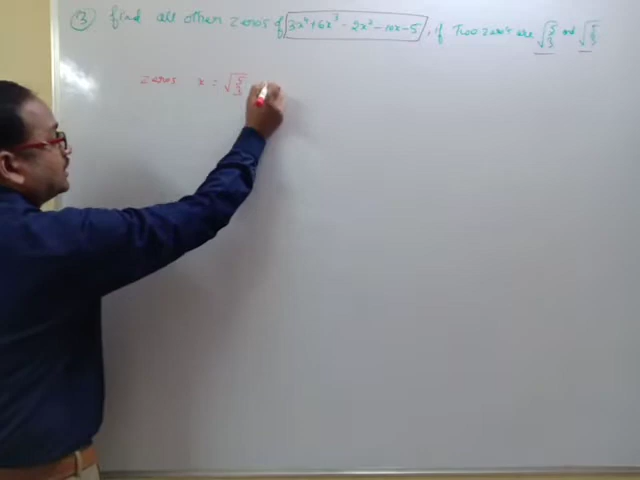 ③ find all other zeros of 3x⁴+6x³-2x²-10x-5, if Two zeros are √5/3 and √5/3
zeros x = √5/3